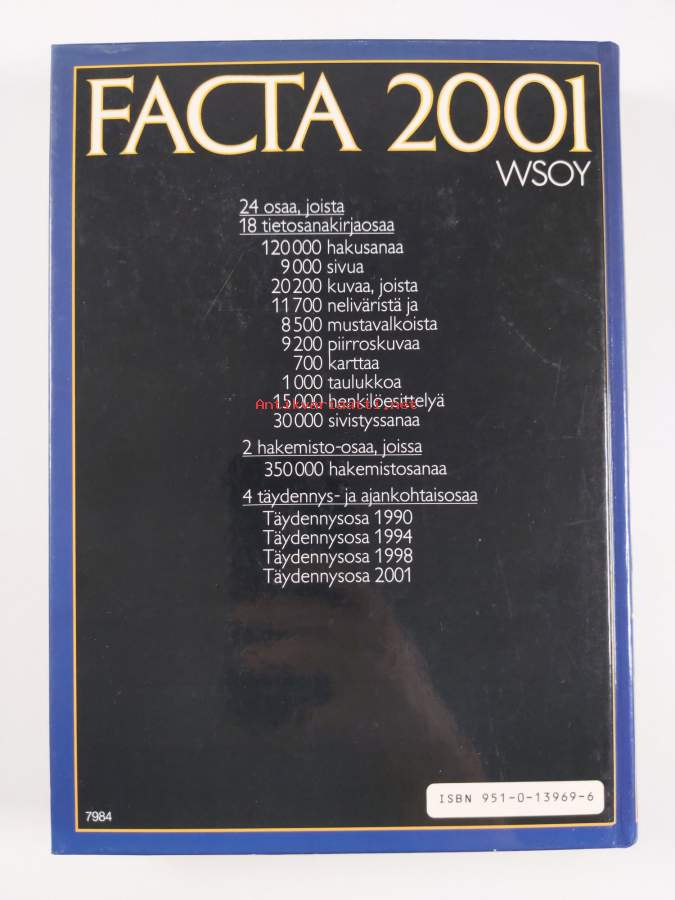 FACTA 2001
WSOY
24 osaa, joista
18 tietosanakirjaosaa
120 000 hakusanaa
9 000 sivua
20 200 kuvaa, joista
11 700 neliväristä ja
8 500 mustavalkoista
9 200 piirroskuvaa
700 karttaa
1 000 taulukkoa
15 000 henkilöesittelyä
Antikvariaatti.net
30 000 sivistyssanaa
2 hakemisto-osaa, joissa
350 000 hakemistosanaa
4 täydennys- ja ajankohtaisosaa
Täydennysosa 1990
Täydennysosa 1994
Täydennysosa 1998
Täydennysosa 2001
ISBN 951-0-13969-6
7984